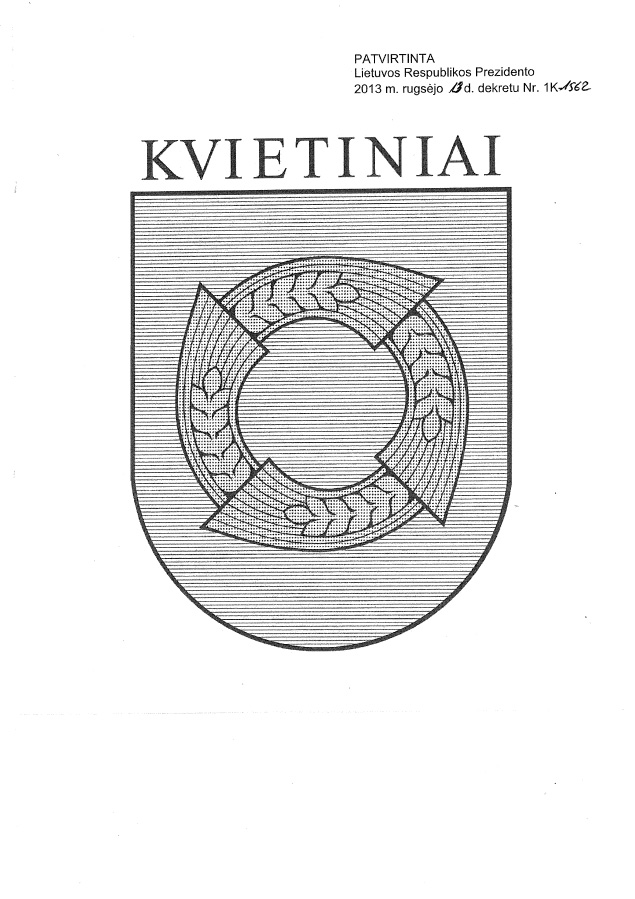 PATVIRTINTA
Lietuvos Respublikos Prezidento
2013 m. rugsėjo 13 d. dekretu Nr. 1K-1562
KVIETINIAI